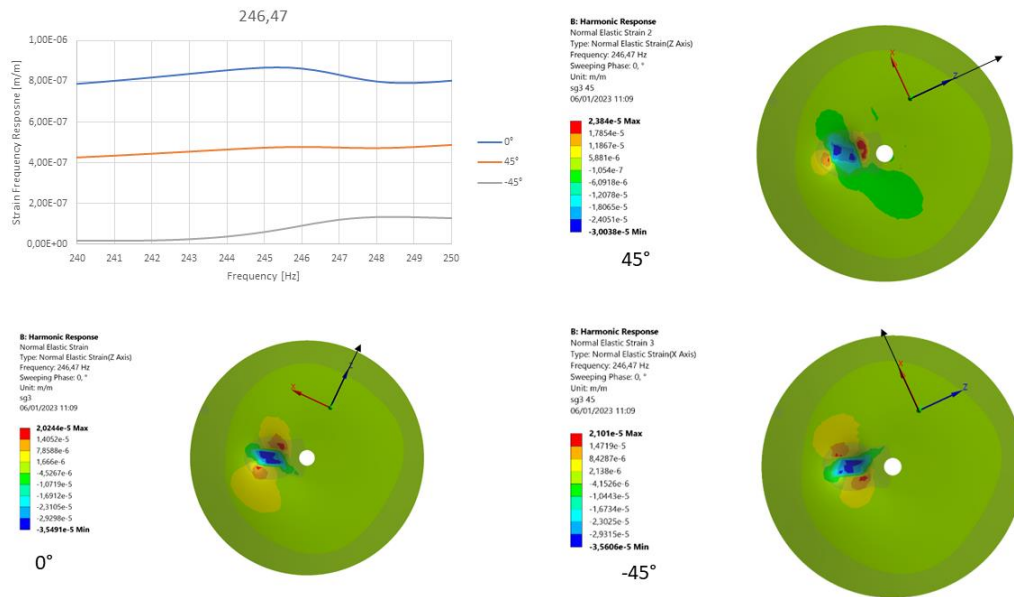 246,47
Strain Frequency Resposne [m/m]
1,00E-06
8,00E-07
6,00E-07
4,00E-07
2,00E-07
0,00E+00
240 241 242 243 244 245 246 247 248 249 250
Frequency [Hz]
0°
45°
-45°
B: Harmonic Response
Normal Elastic Strain 2
Type: Normal Elastic Strain(Z Axis)
Frequency: 246,47 Hz
Sweeping Phase: 0, °
Unit: m/m
sg3 45
06/01/2023 11:09
2,384e-5 Max
1,7854e-5
1,1867e-5
5,881e-6
-1,054e-7
-6,0918e-6
-1,2078e-5
-1,8065e-5
-2,4051e-5
-3,0038e-5 Min
X
Z
45°
B: Harmonic Response
Normal Elastic Strain
Type: Normal Elastic Strain(Z Axis)
Frequency: 246,47 Hz
Sweeping Phase: 0, °
Unit: m/m
sg3
06/01/2023 11:09
2,0244e-5 Max
1,4052e-5
7,8588e-6
1,666e-6
-4,5267e-6
-1,0719e-5
-1,6912e-5
-2,3105e-5
-2,9298e-5
-3,5491e-5 Min
X
Z
0°
B: Harmonic Response
Normal Elastic Strain 3
Type: Normal Elastic Strain(X Axis)
Frequency: 246,47 Hz
Sweeping Phase: 0, °
Unit: m/m
sg3 45
06/01/2023 11:09
2,101e-5 Max
1,4719e-5
8,4287e-6
2,138e-6
-4,1526e-6
-1,0443e-5
-1,6734e-5
-2,3025e-5
-2,9315e-5
-3,5606e-5 Min
X
Z
-45°